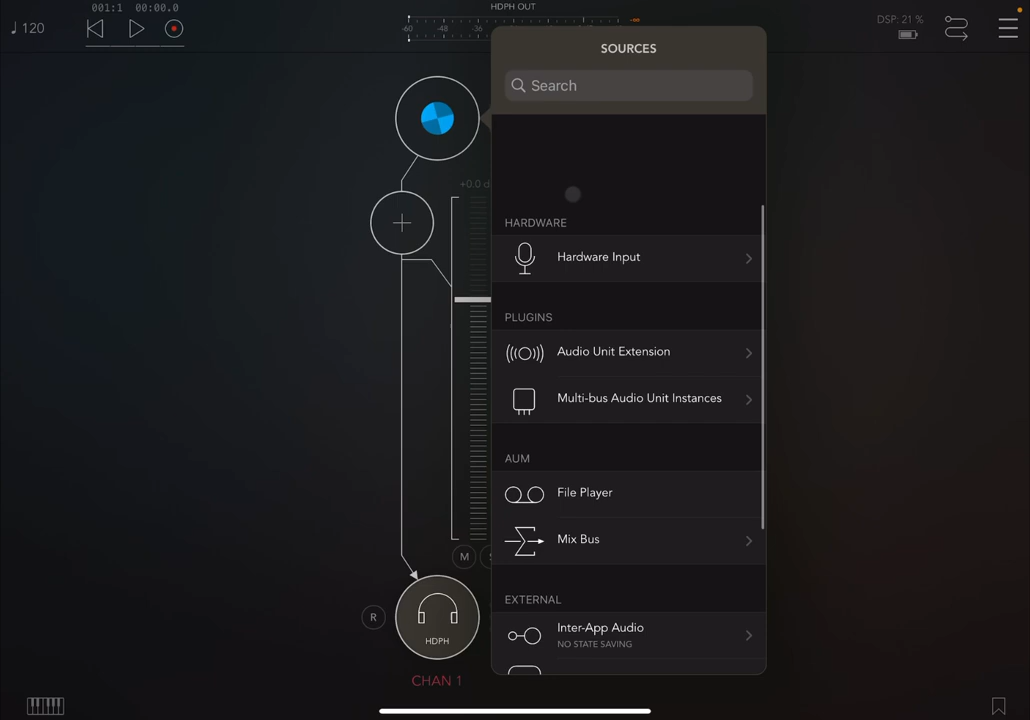 001:1 00:00.0
HDPH OUT
120
-60 -48 -36
-∞
DSP: 21 %
SOURCES
Search
+0.0 d
HARDWARE
Hardware Input
PLUGINS
Audio Unit Extension
Multi-bus Audio Unit Instances
AUM
File Player
Mix Bus
M
EXTERNAL
R
HDPH
Inter-App Audio
NO STATE SAVING
CHAN 1